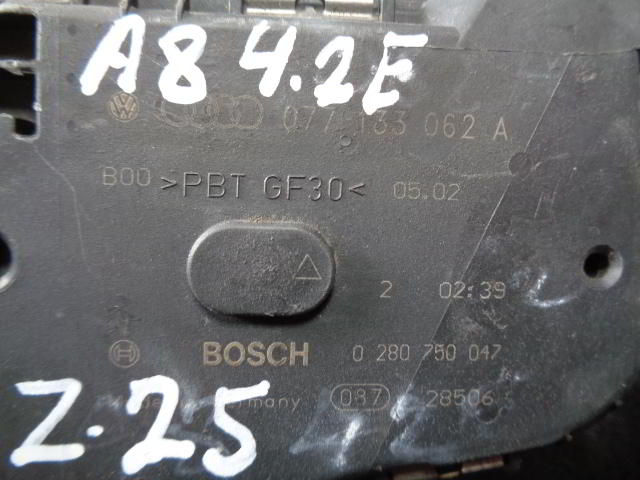 A8 4.2E
077 133 062 A
B00 >PBT GF30< 05.02
2 02:39
BOSCH 0 280 750 047
Germany 087 28506
Z.25